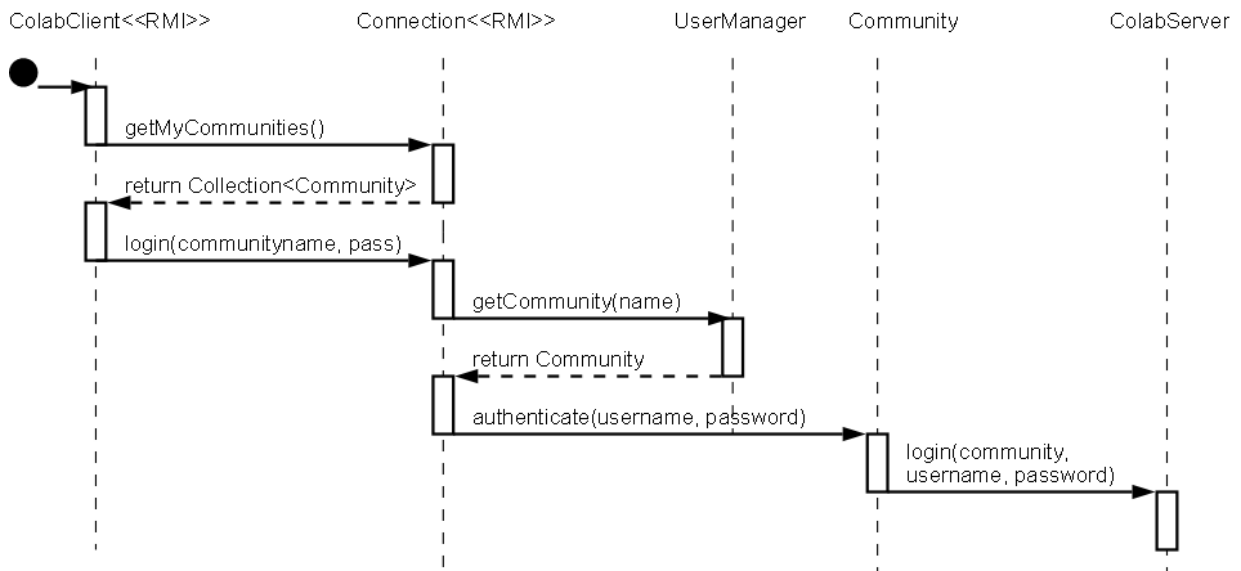 ColabClient<<RMI>> Connection<<RMI>> UserManager Community ColabServer
getMyCommunities()
return Collection<Community>
login(communityname, pass)
getCommunity(name)
return Community
authenticate(username, password)
login(community,
username, password)